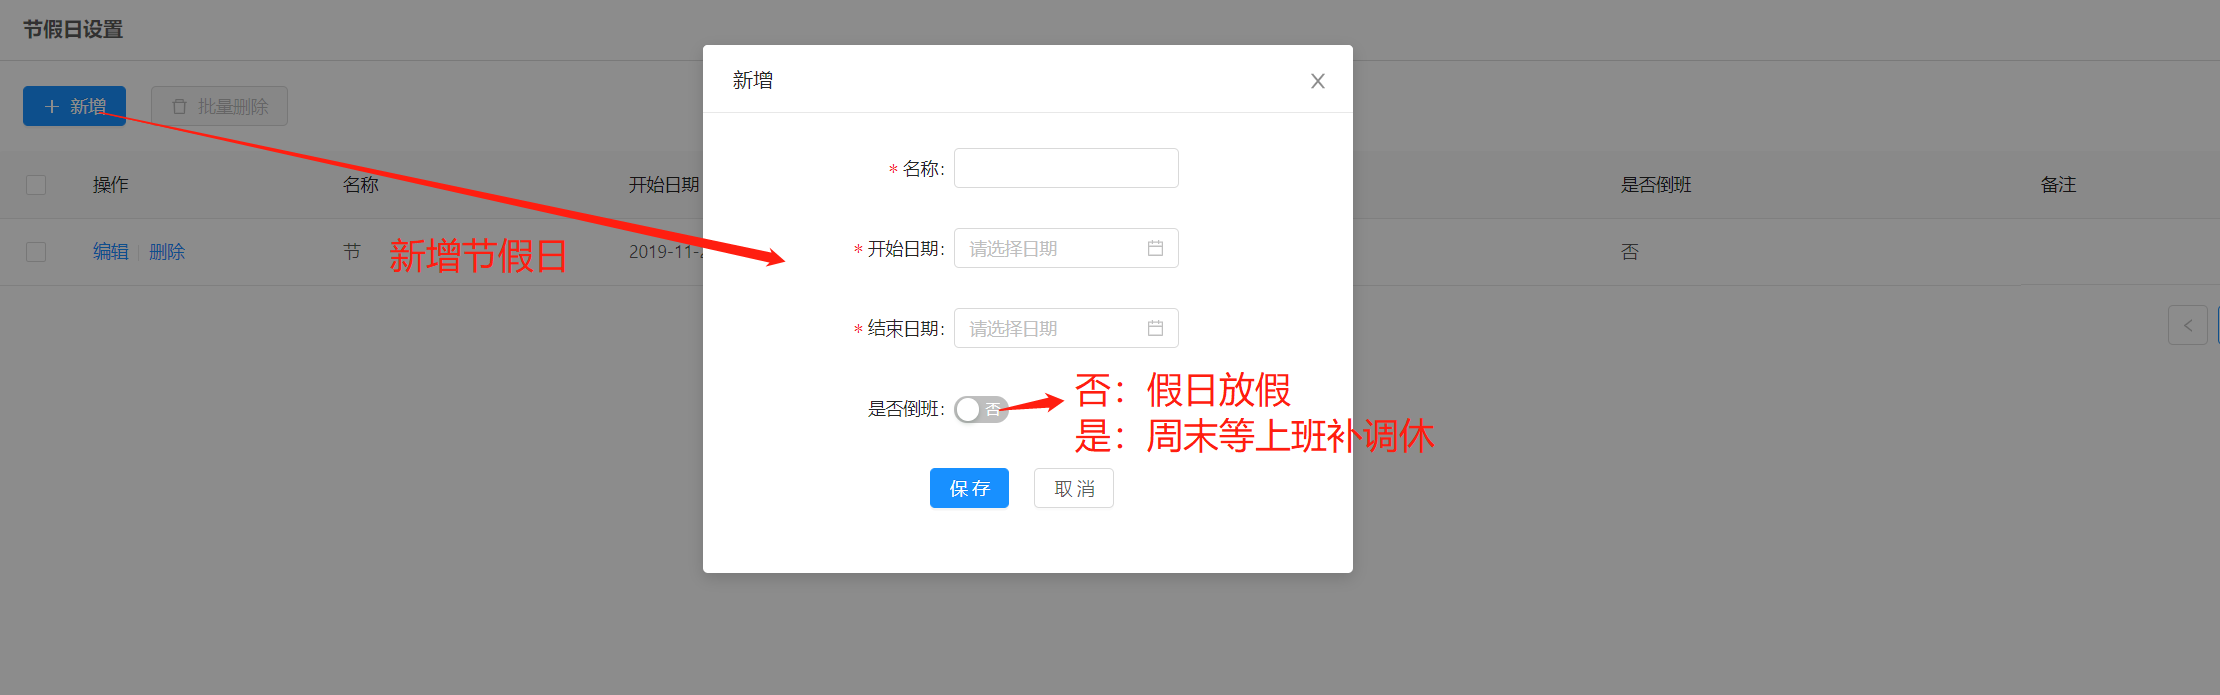 节假日设置
新增
批量删除
操作
名称
开始日期
是否倒班
备注
编辑
删除
节
新增节假日
2019-11-
否
新增
* 名称:
* 开始日期:
请选择日期
* 结束日期:
请选择日期
是否倒班:
否
否：假日放假
是：周末等上班补调休
保存
取消